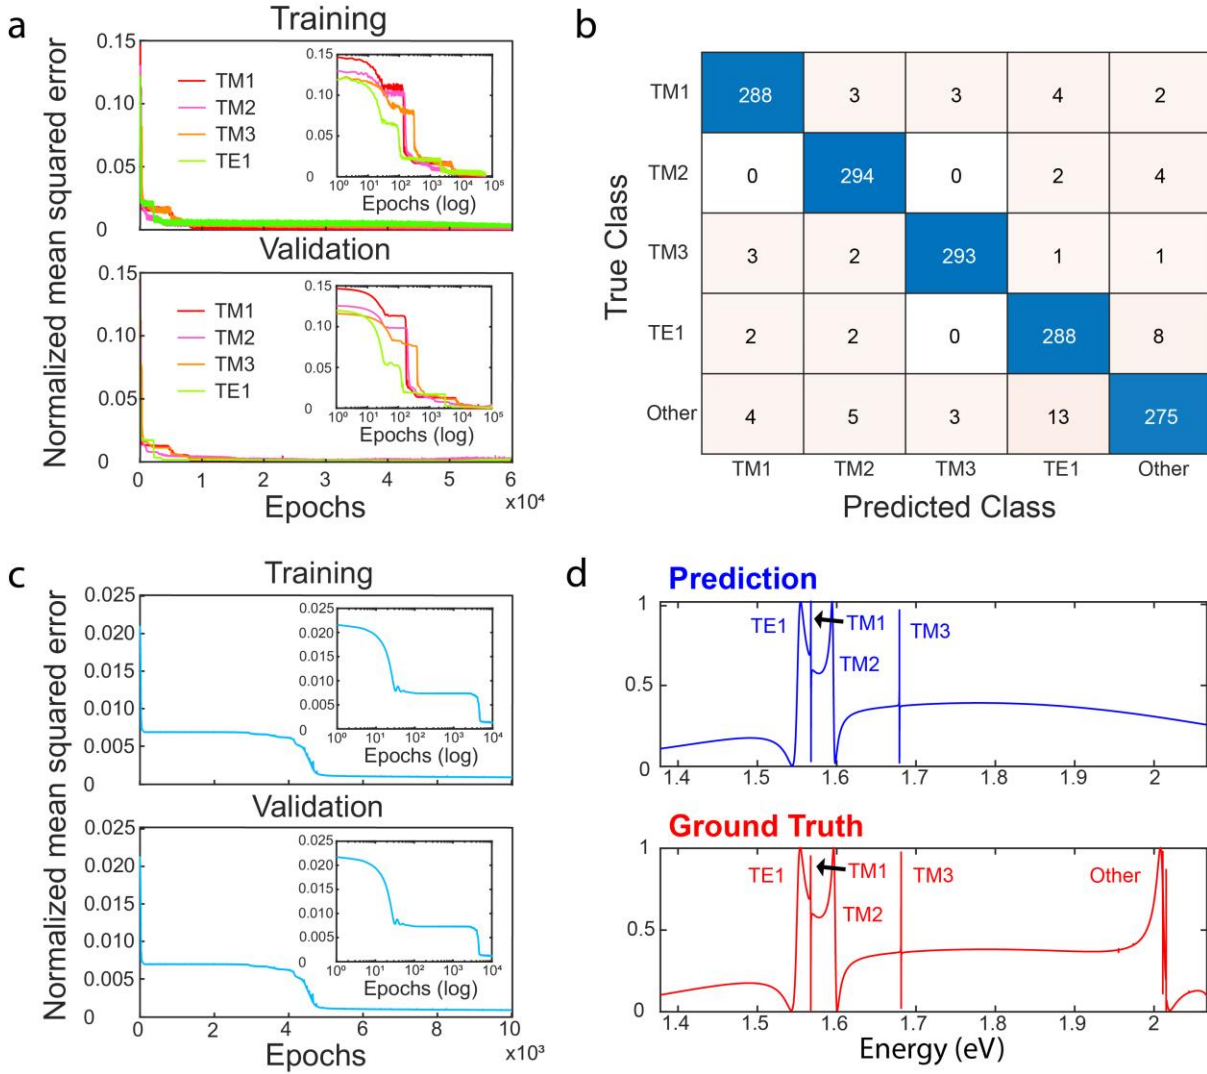 a
Training
Normalized mean squared error
0.15
0.10
0.05
0
TM1
TM2
TM3
TE1
0.15
0.10
0.05
0
10⁰ 10¹ 10² 10³ 10⁴ 10⁵
Epochs (log)
Validation
0.15
0.10
0.05
0
TM1
TM2
TM3
TE1
0.15
0.10
0.05
0
10⁰ 10¹ 10² 10³ 10⁴ 10⁵
Epochs (log)
0 1 2 3 4 5 60
x10⁴
Epochs
b
True Class
TM1 288 3 3 4 2
TM2 0 294 0 2 4
TM3 3 2 293 1 1
TE1 2 2 0 288 8
Other 4 5 3 13 275
TM1 TM2 TM3 TE1 Other
Predicted Class
c
Training
Normalized mean squared error
0.025
0.020
0.015
0.010
0.005
0
0.025
0.020
0.015
0.010
0.005
0
10⁰ 10¹ 10² 10³ 10⁴
Epochs (log)
Validation
0.025
0.020
0.015
0.010
0.005
0
0.025
0.020
0.015
0.010
0.005
0
10⁰ 10¹ 10² 10³ 10⁴
Epochs (log)
0 2 4 6 8 10
x10³
Epochs
d
Prediction
1
0.5
0
TE1
TM1
TM2
TM3
1.4 1.5 1.6 1.7 1.8 1.9 2
Ground Truth
1
0.5
0
TE1
TM1
TM2
TM3
Other
1.4 1.5 1.6 1.7 1.8 1.9 2
Energy (eV)